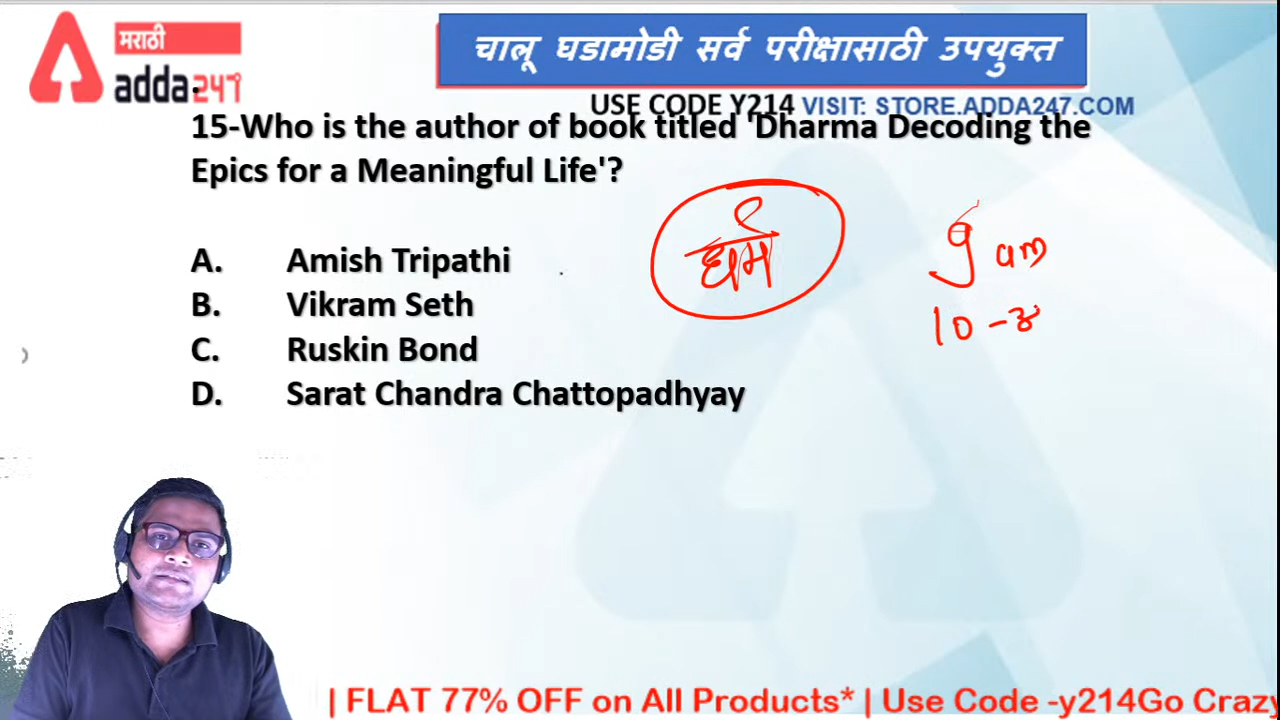 मराठी
adda247
चालू घडामोडी सर्व परीक्षासाठी उपयुक्त
USE CODE Y214 VISIT: STORE.ADDA247.COM
15-Who is the author of book titled 'Dharma Decoding the
Epics for a Meaningful Life'?
धर्म
9 am
A. Amish Tripathi
B. Vikram Seth
10-
C. Ruskin Bond
D. Sarat Chandra Chattopadhyay
| FLAT 77% OFF on All Products* | Use Code -y214Go Crazy